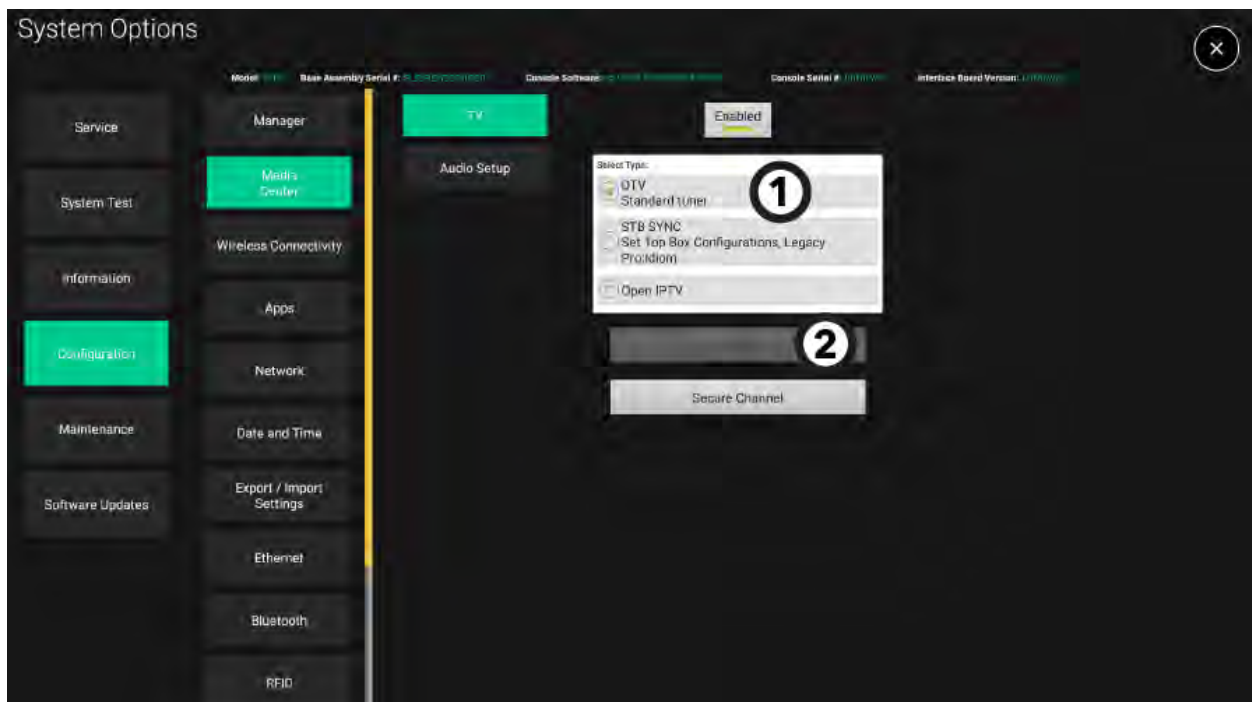 System Options
Model: Base Assembly Serial #: Console Software: Console Serial #: Interface Board Version:
Service
System Test
Information
Configuration
Maintenance
Software Updates
Manager
Media
Center
Wireless Connectivity
Apps
Network
Date and Time
Export / Import
Settings
Ethernet
Bluetooth
RFID
TV
Audio Setup
Enabled
Select Type:
QTV
Standard tuner
1
STB SYNC
Set Top Box Configurations, Legacy
Pro:Idiom
Open IPTV
2
Secure Channel